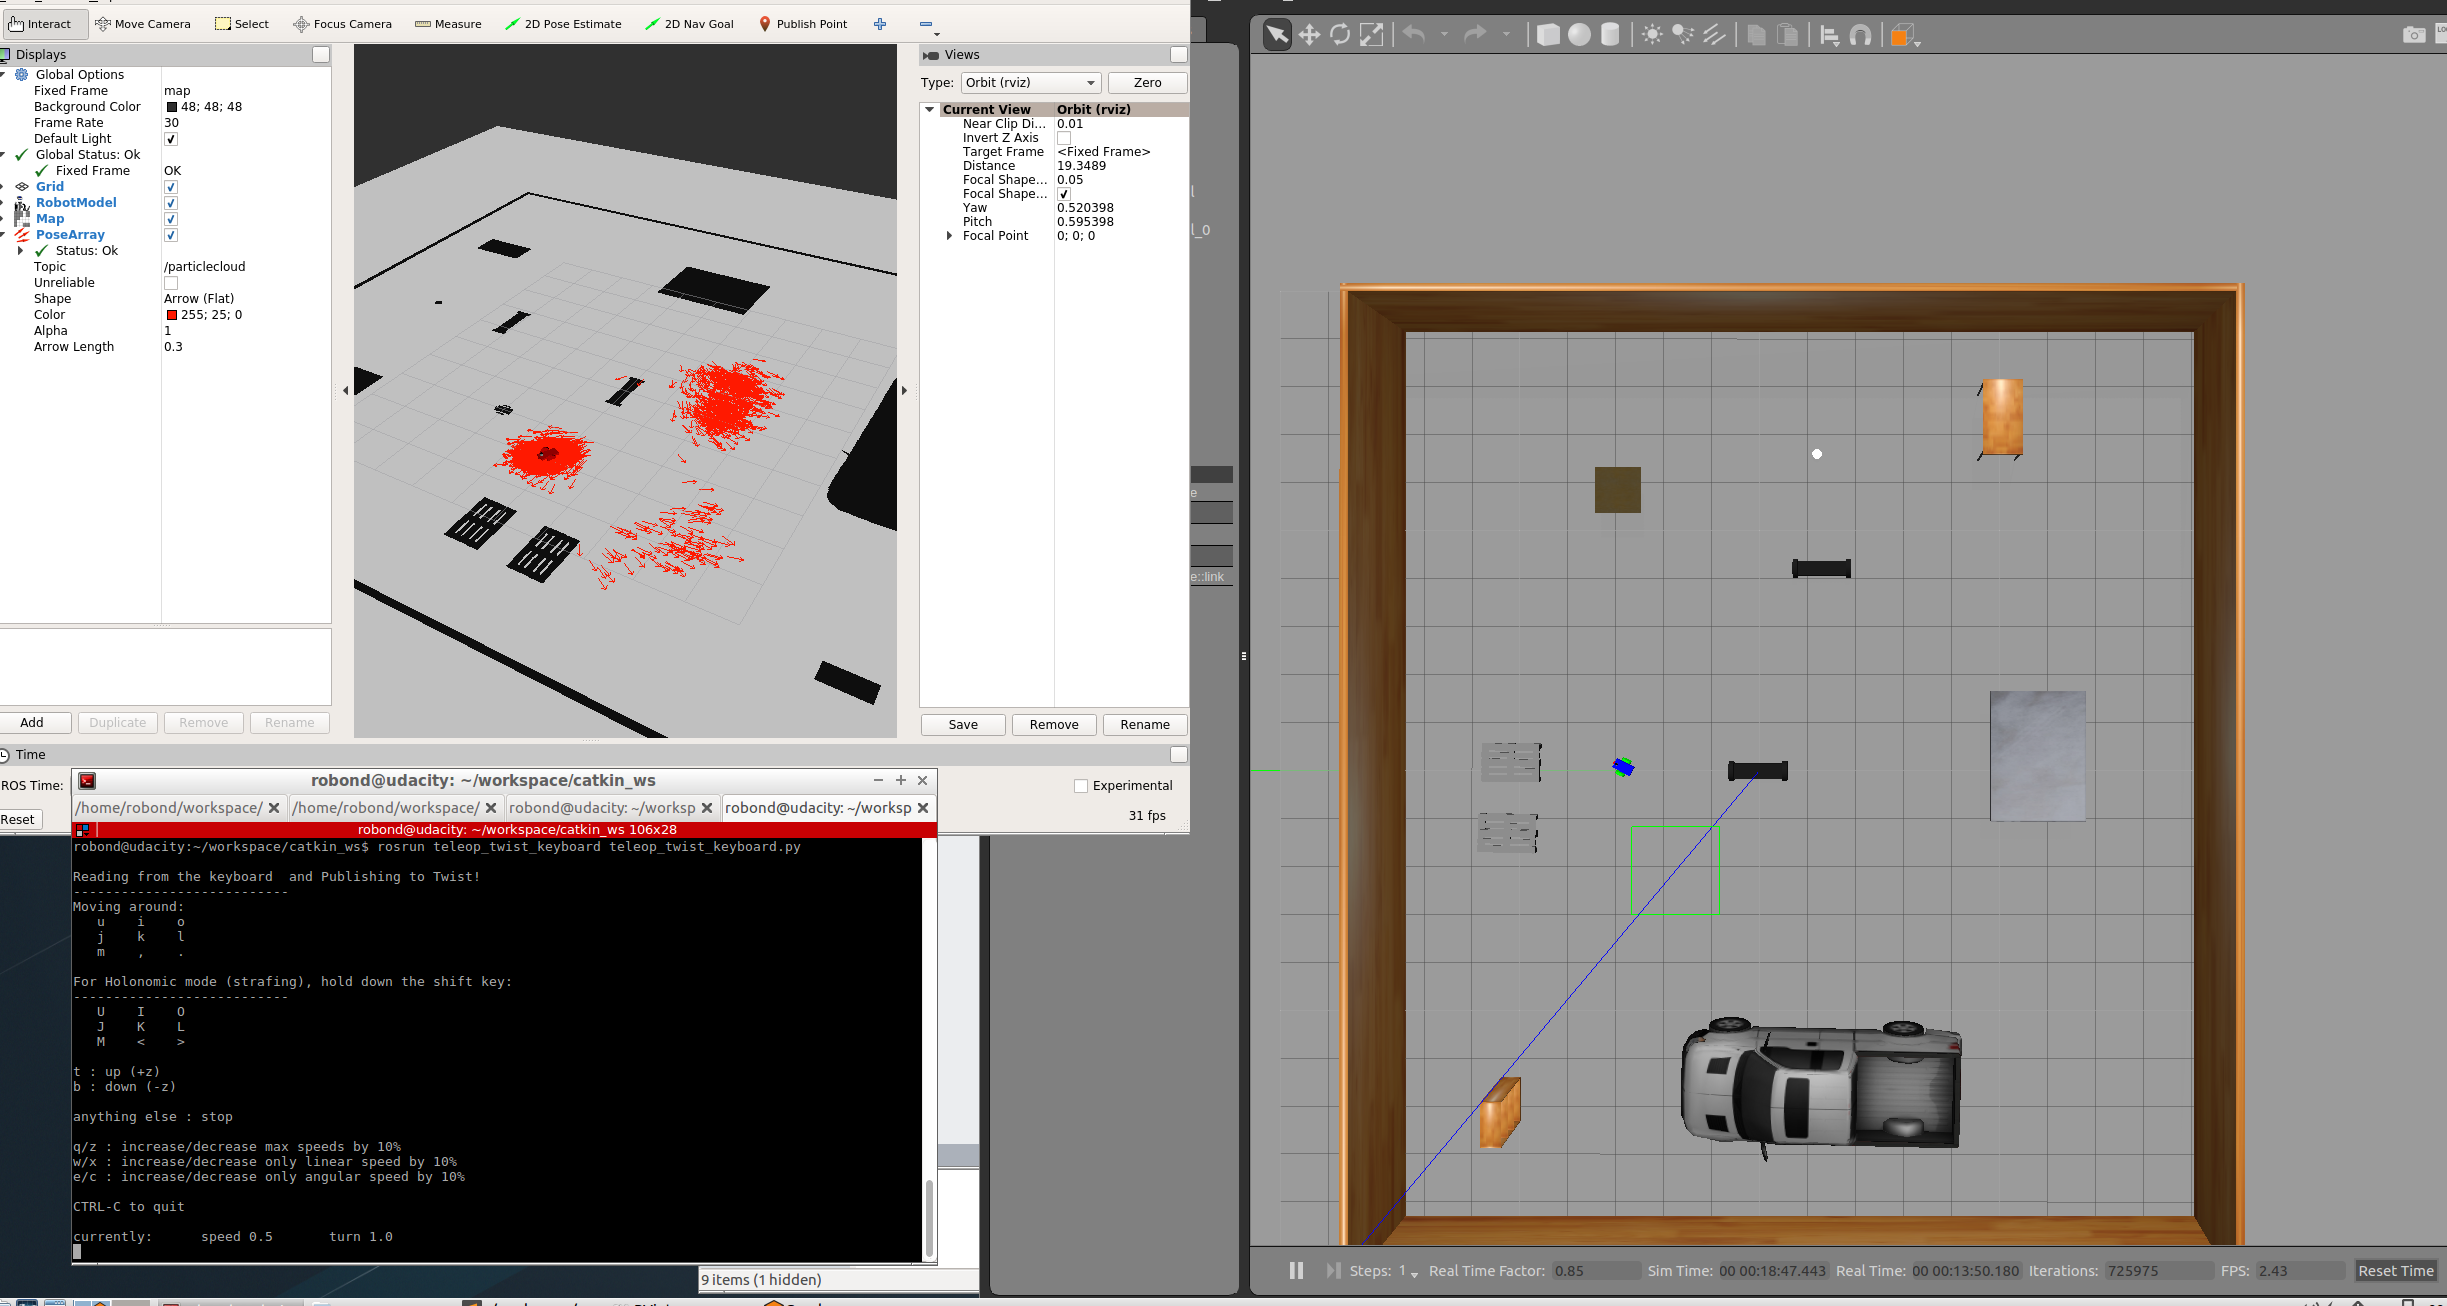 Interact Move Camera Select Focus Camera Measure 2D Pose Estimate 2D Nav Goal Publish Point
Displays
Global Options
Fixed Frame map
Background Color 48; 48; 48
Frame Rate 30
Default Light
Global Status: Ok
Fixed Frame OK
Grid
RobotModel
Map
PoseArray
Status: Ok
Topic /particlecloud
Unreliable
Shape Arrow (Flat)
Color 255; 25; 0
Alpha 1
Arrow Length 0.3
Add Duplicate Remove Rename
Views
Type: Orbit (rviz) Zero
Current View Orbit (rviz)
Near Clip Di... 0.01
Invert Z Axis
Target Frame <Fixed Frame>
Distance 19.3489
Focal Shape... 0.05
Focal Shape...
Yaw 0.520398
Pitch 0.595398
Focal Point 0; 0; 0
Save Remove Rename
Time
ROS Time:
Experimental
Reset
31 fps
robond@udacity: ~/workspace/catkin_ws
/home/robond/workspace/ /home/robond/workspace/ robond@udacity: ~/worksp robond@udacity: ~/worksp
robond@udacity: ~/workspace/catkin_ws 106x28
robond@udacity:~/workspace/catkin_ws$ rosrun teleop_twist_keyboard teleop_twist_keyboard.py
Reading from the keyboard  and Publishing to Twist!
---------------------------
Moving around:
u i o
j k l
m , .
For Holonomic mode (strafing), hold down the shift key:
---------------------------
U I O
J K L
M < >
t : up (+z)
b : down (-z)
anything else : stop
q/z : increase/decrease max speeds by 10%
w/x : increase/decrease only linear speed by 10%
e/c : increase/decrease only angular speed by 10%
CTRL-C to quit
currently: speed 0.5 turn 1.0
9 items (1 hidden)
l_0
e
e::link
Steps: 1 Real Time Factor: 0.85 Sim Time: 00 00:18:47.443 Real Time: 00 00:13:50.180 Iterations: 725975 FPS: 2.43 Reset Time